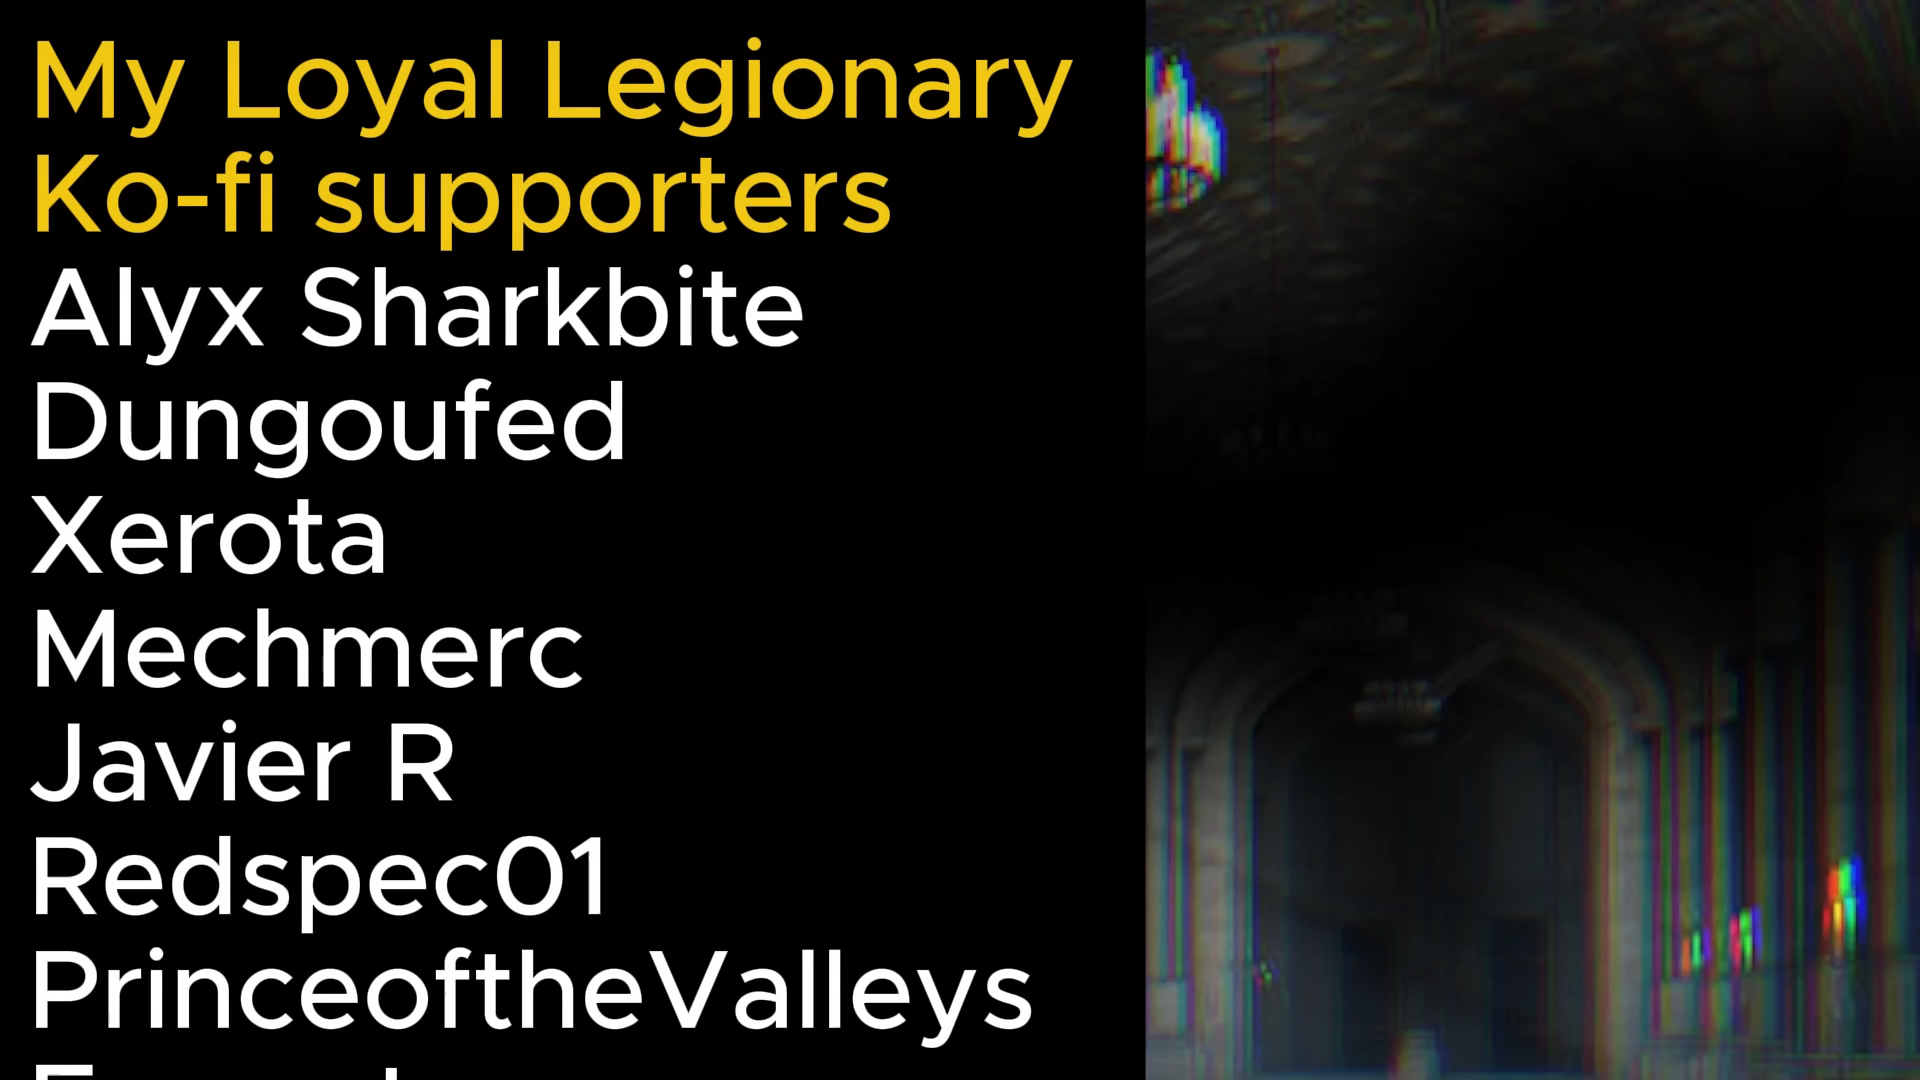 My Loyal Legionary
Ko-fi supporters
Alyx Sharkbite
Dungoufed
Xerota
Mechmerc
Javier R
Redspec01
PrinceoftheValleys